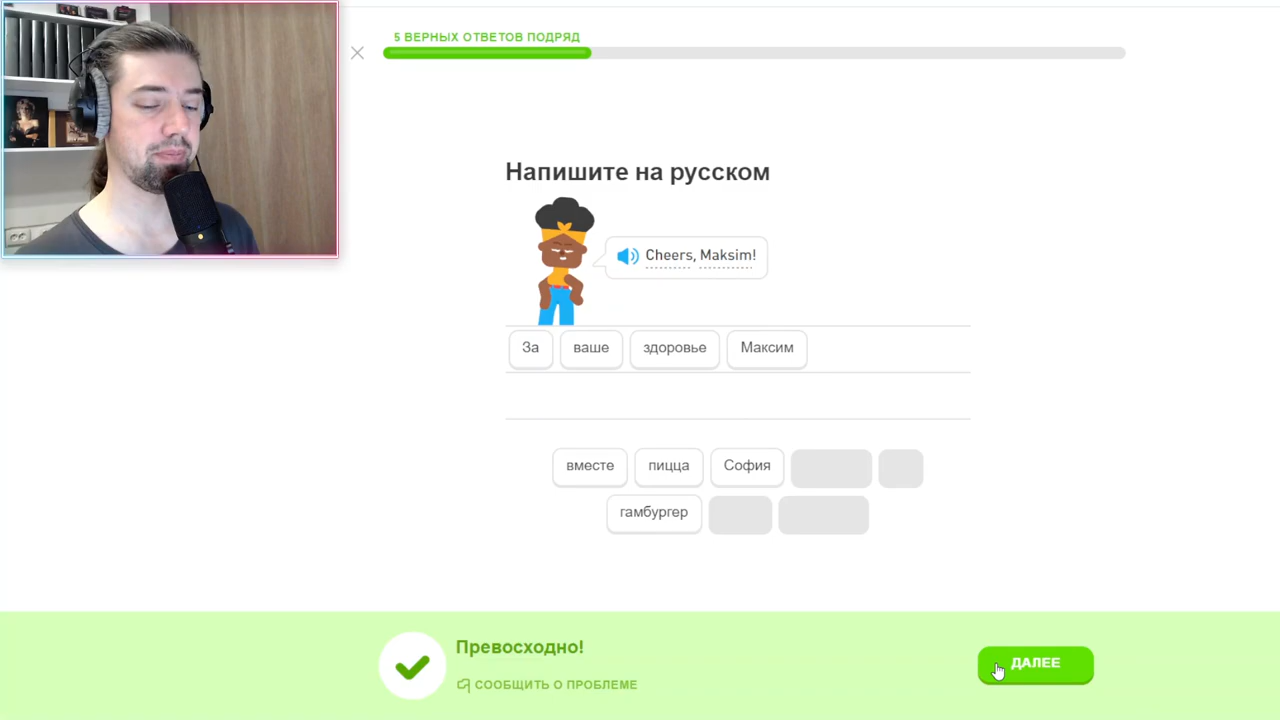 5 ВЕРНЫХ ОТВЕТОВ ПОДРЯД
Напишите на русском
Cheers, Maksim!
За ваше здоровье Максим
вместе пицца София
гамбургер
Превосходно!
СООБЩИТЬ О ПРОБЛЕМЕ
ДАЛЕЕ